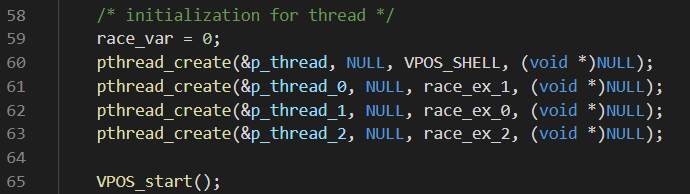 58 /* initialization for thread */
59 race_var = 0;
60 pthread_create(&p_thread, NULL, VPOS_SHELL, (void *)NULL);
61 pthread_create(&p_thread_0, NULL, race_ex_1, (void *)NULL);
62 pthread_create(&p_thread_1, NULL, race_ex_0, (void *)NULL);
63 pthread_create(&p_thread_2, NULL, race_ex_2, (void *)NULL);
64
65 VPOS_start();